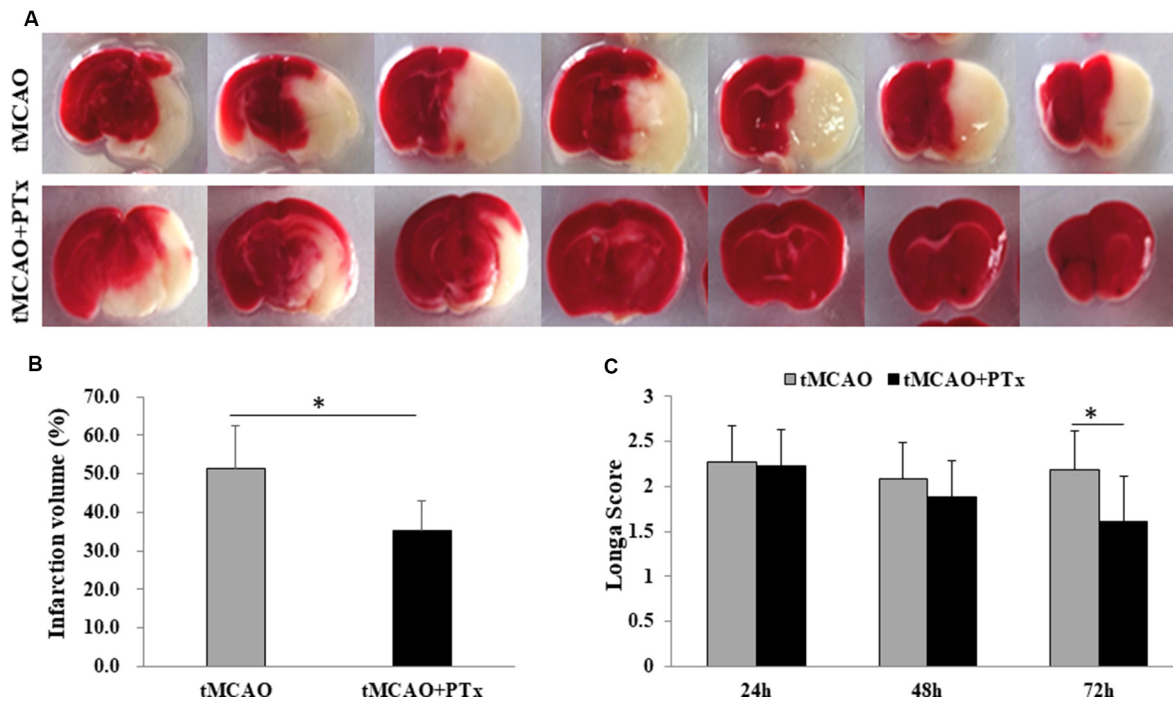 A
tMCAO
tMCAO+PTx
B
Infarction volume (%)
70.0
60.0
50.0
40.0
30.0
20.0
10.0
0.0
*
tMCAO
tMCAO+PTx
C
tMCAO tMCAO+PTx
Longa Score
3
2.5
2
1.5
1
0.5
0
*
24h 48h 72h